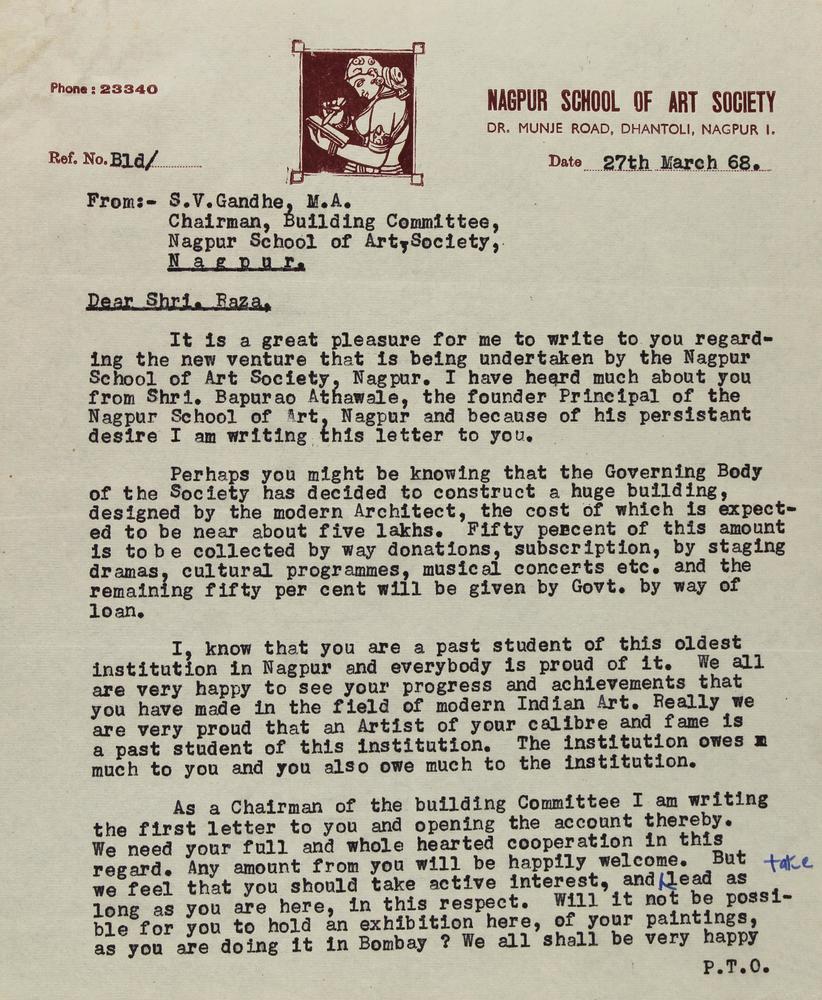 Phone : 23340
NAGPUR SCHOOL OF ART SOCIETY
DR. MUNJE ROAD, DHANTOLI, NAGPUR 1.
Ref. No. Bld/
Date 27th March 68.
From:- S.V.Gandhe, M.A.
Chairman, Building Committee,
Nagpur School of Art,Society,
N a g p u r.
Dear Shri. Raza,
It is a great pleasure for me to write to you regard-
ing the new venture that is being undertaken by the Nagpur
School of Art Society, Nagpur. I have heard much about you
from Shri. Bapurao Athawale, the founder Principal of the
Nagpur School of Art, Nagpur and because of his persistant
desire I am writing this letter to you.
Perhaps you might be knowing that the Governing Body
of the Society has decided to construct a huge building,
designed by the modern Architect, the cost of which is expect-
ed to be near about five lakhs. Fifty percent of this amount
is to be collected by way donations, subscription, by staging
dramas, cultural programmes, musical concerts etc. and the
remaining fifty per cent will be given by Govt. by way of
loan.
I, know that you are a past student of this oldest
institution in Nagpur and everybody is proud of it. We all
are very happy to see your progress and achievements that
you have made in the field of modern Indian Art. Really we
are very proud that an Artist of your calibre and fame is
a past student of this institution. The institution owes
much to you and you also owe much to the institution.
As a Chairman of the building Committee I am writing
the first letter to you and opening the account thereby.
We need your full and whole hearted cooperation in this
regard. Any amount from you will be happily welcome. But
we feel that you should take active interest, and take lead as
long as you are here, in this respect. Will it not be possi-
ble for you to hold an exhibition here, of your paintings,
as you are doing it in Bombay ? We all shall be very happy
P.T.O.